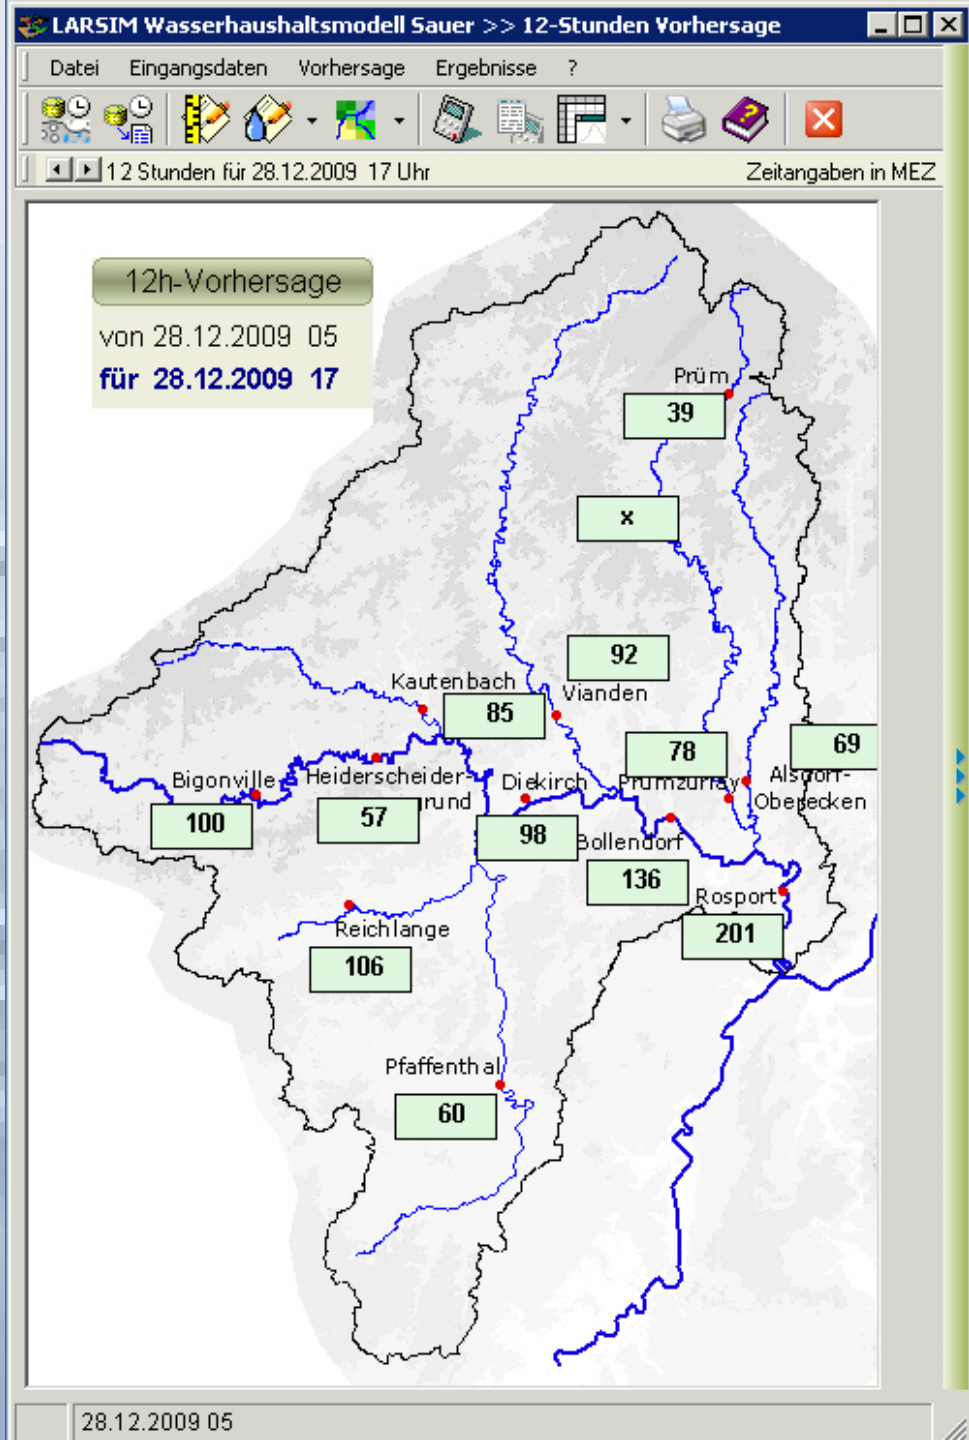 LARSIM Wasserhaushaltsmodell Sauer >> 12-Stunden Vorhersage
Datei Eingangsdaten Vorhersage Ergebnisse ?
12 Stunden für 28.12.2009 17 Uhr Zeitangaben in MEZ
12h-Vorhersage
von 28.12.2009 05
für 28.12.2009 17
Prüm
39
x
92
Kautenbach
Vianden
85
78
69
Bigonville
Heiderscheider-
grund
Diekirch
Prümzurlay
Alsdorf-
Oberecken
100
57
98
Bollendorf
136
Rosport
201
Reichlange
106
Pfaffenthal
60
28.12.2009 05